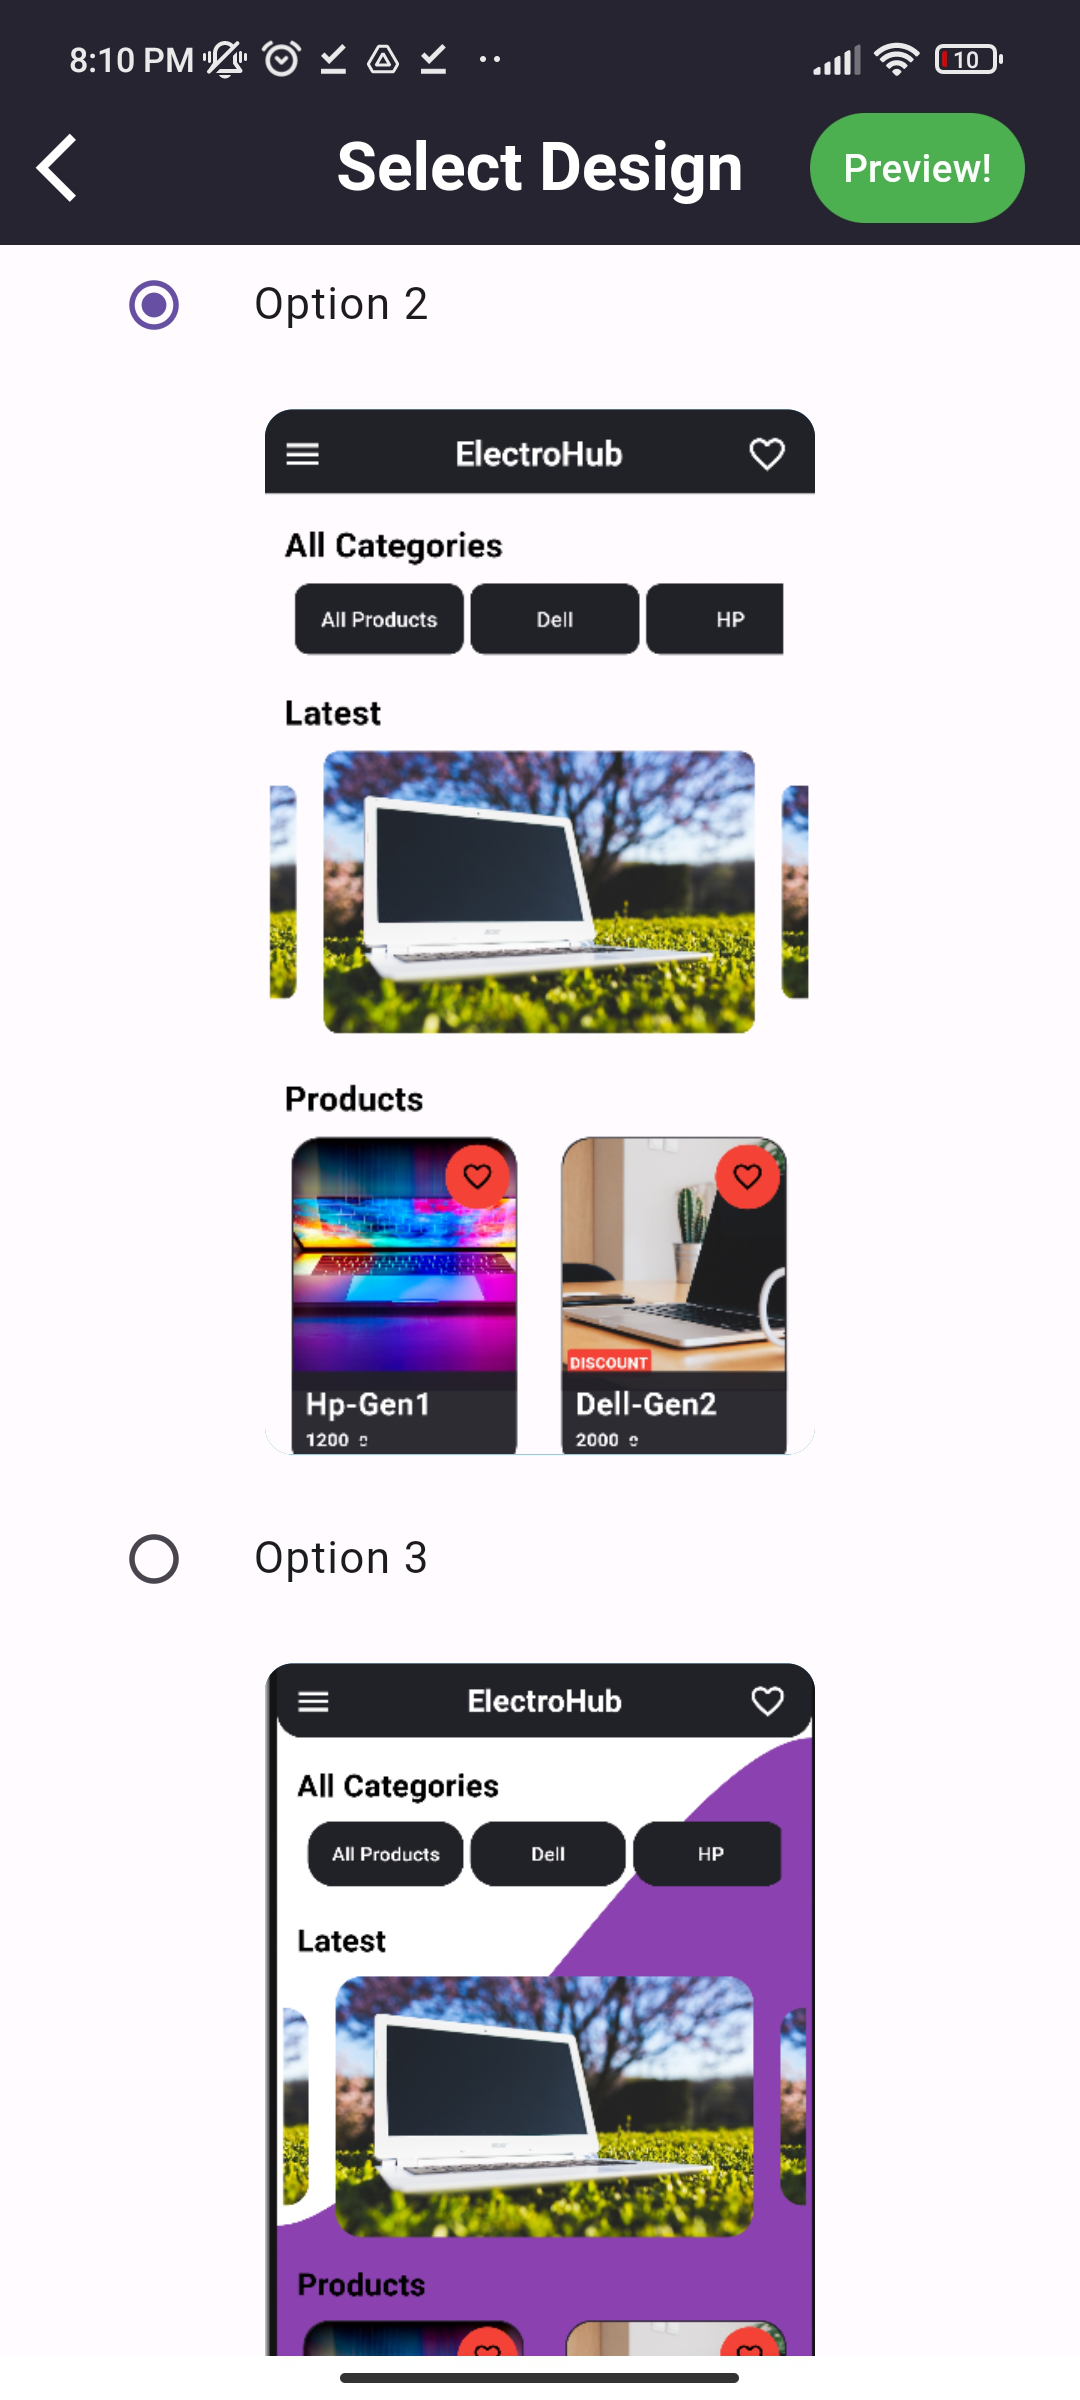 8:10 PM
10
Select Design
Preview!
Option 2
ElectroHub
All Categories
All Products
Dell
HP
Latest
Products
DISCOUNT
Hp-Gen1
Dell-Gen2
1200
2000
Option 3
ElectroHub
All Categories
All Products
Dell
HP
Latest
Products